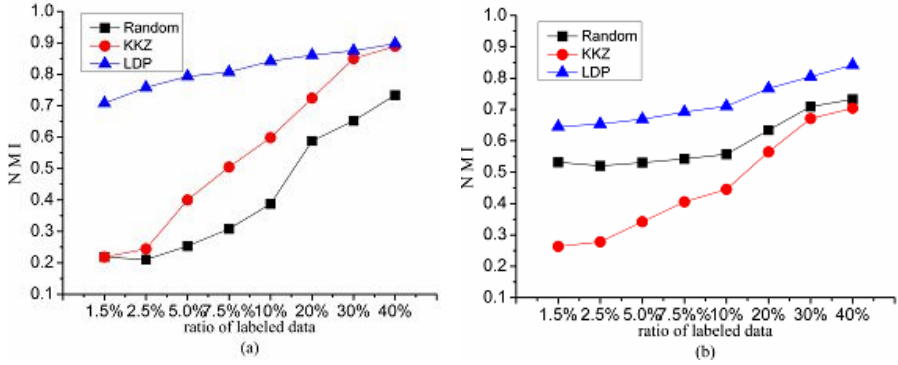 1.0
0.9
0.8
0.7
0.6
0.5
0.4
0.3
0.2
0.1
N M I
Random
KKZ
LDP
1.5% 2.5% 5.0% 7.5% % 10% 20% 30% 40%
ratio of labeled data
(a)
1.0
0.9
0.8
0.7
0.6
0.5
0.4
0.3
0.2
0.1
N M I
Random
KKZ
LDP
1.5% 2.5% 5.0% 7.5% % 10% 20% 30% 40%
ratio of labeled data
(b)